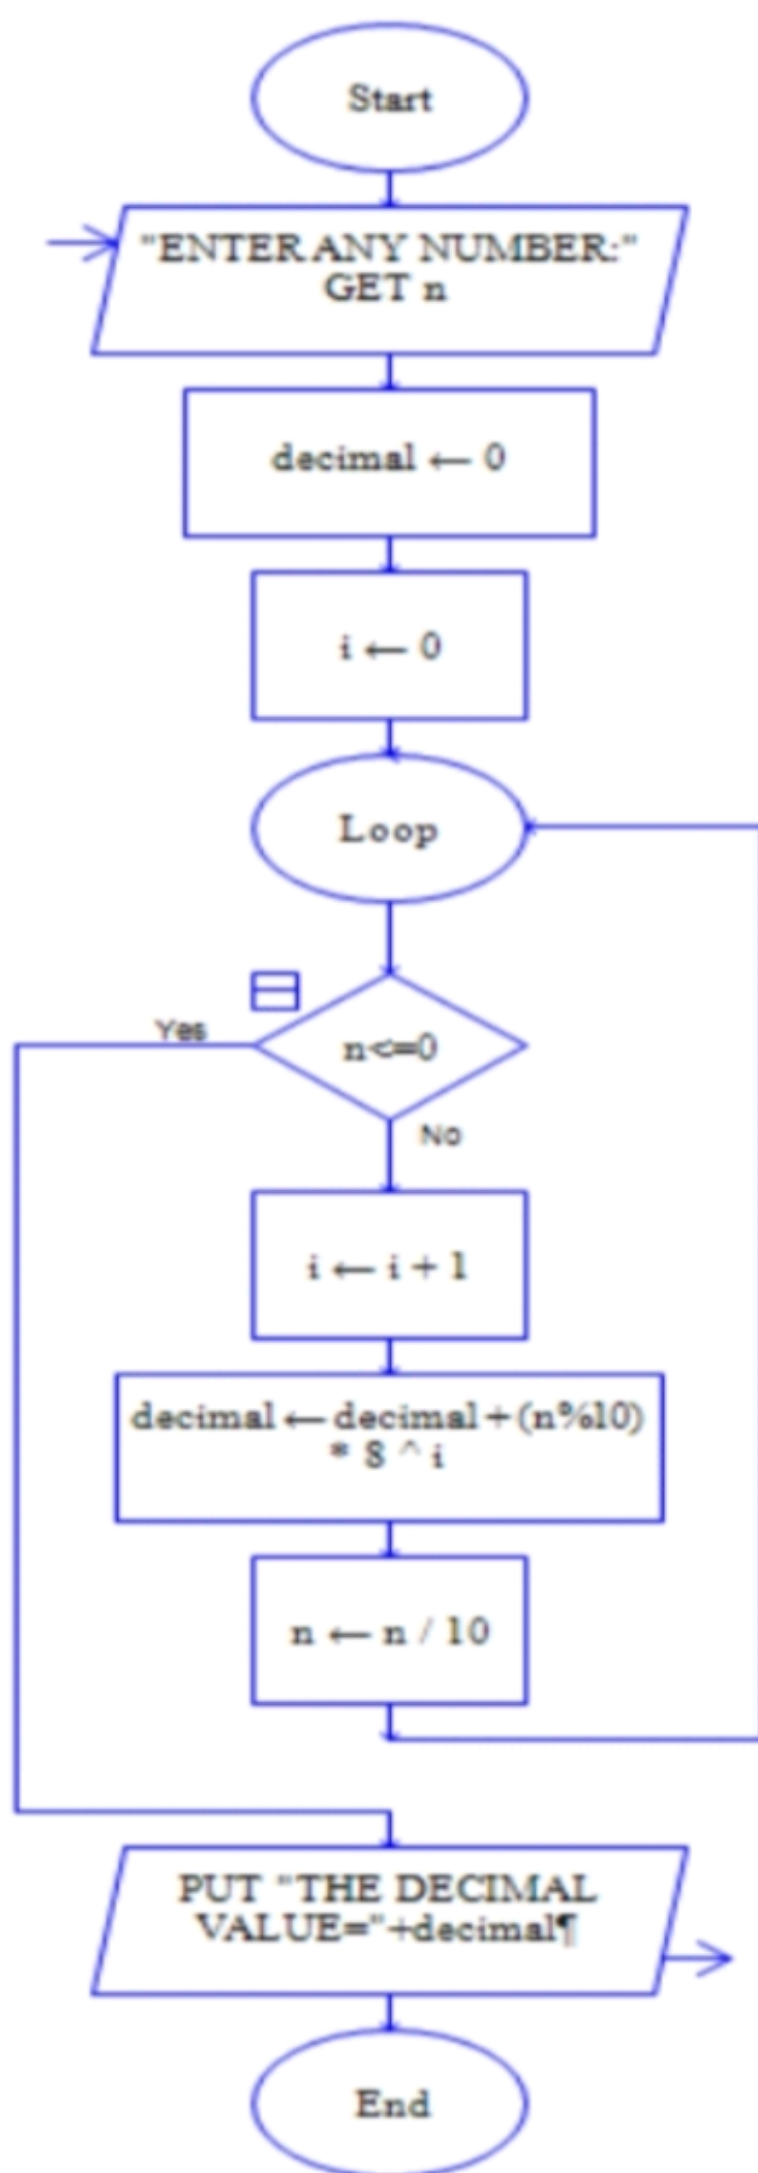 Start
"ENTER ANY NUMBER:"
GET n
decimal ← 0
i ← 0
Loop
Yes
n<=0
No
i ← i + 1
decimal ← decimal + (n%10)
* 8 ^ i
n ← n / 10
PUT "THE DECIMAL
VALUE="+decimal¶
End